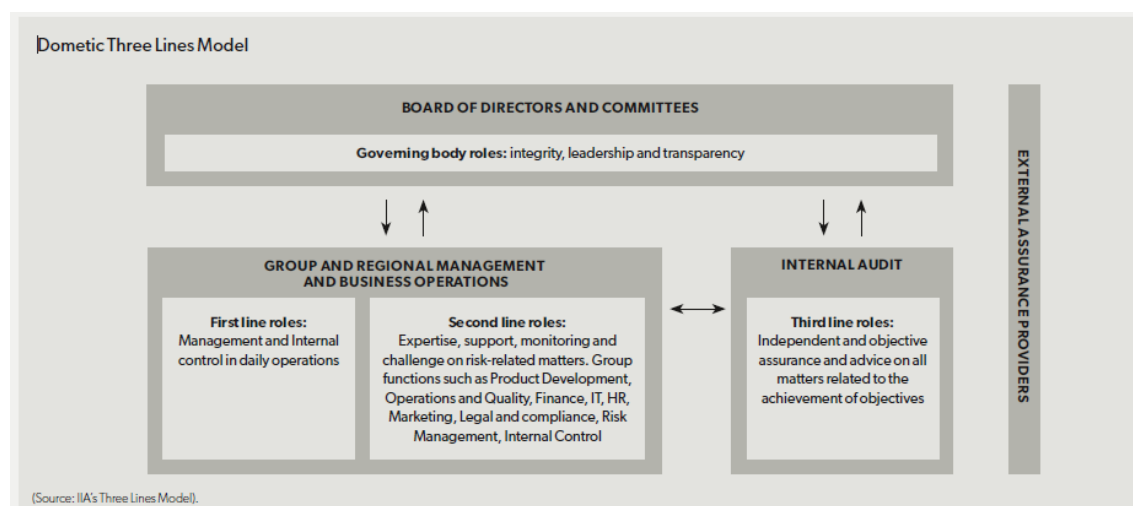 Dometic Three Lines Model
BOARD OF DIRECTORS AND COMMITTEES
Governing body roles: integrity, leadership and transparency
GROUP AND REGIONAL MANAGEMENT
AND BUSINESS OPERATIONS
First line roles:
Management and Internal
control in daily operations
Second line roles:
Expertise, support, monitoring and
challenge on risk-related matters. Group
functions such as Product Development,
Operations and Quality, Finance, IT, HR,
Marketing, Legal and compliance, Risk
Management, Internal Control
INTERNAL AUDIT
Third line roles:
Independent and objective
assurance and advice on all
matters related to the
achievement of objectives
EXTERNAL ASSURANCE PROVIDERS
(Source: IIA's Three Lines Model).